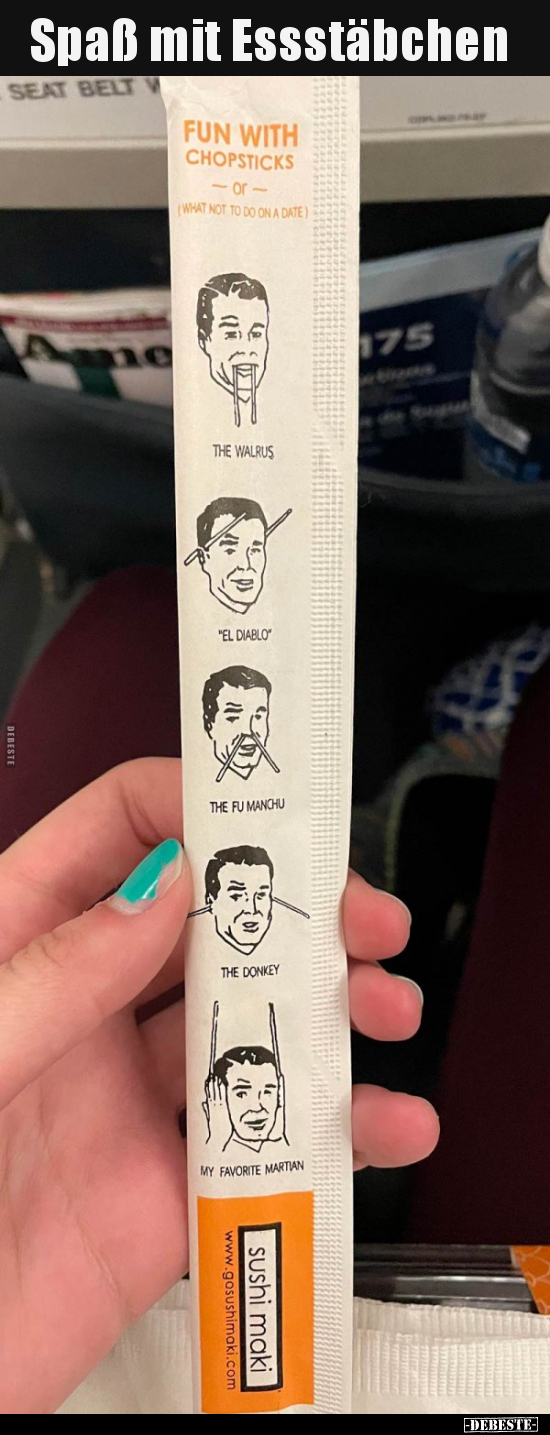 Spaß mit Essstäbchen
SEAT BELT
FUN WITH
CHOPSTICKS
— or —
(WHAT NOT TO DO ON A DATE)
175
THE WALRUS
"EL DIABLO"
THE FU MANCHU
THE DONKEY
MY FAVORITE MARTIAN
sushi maki
www.gosushimaki.com
DEBESTE
-DEBESTE-